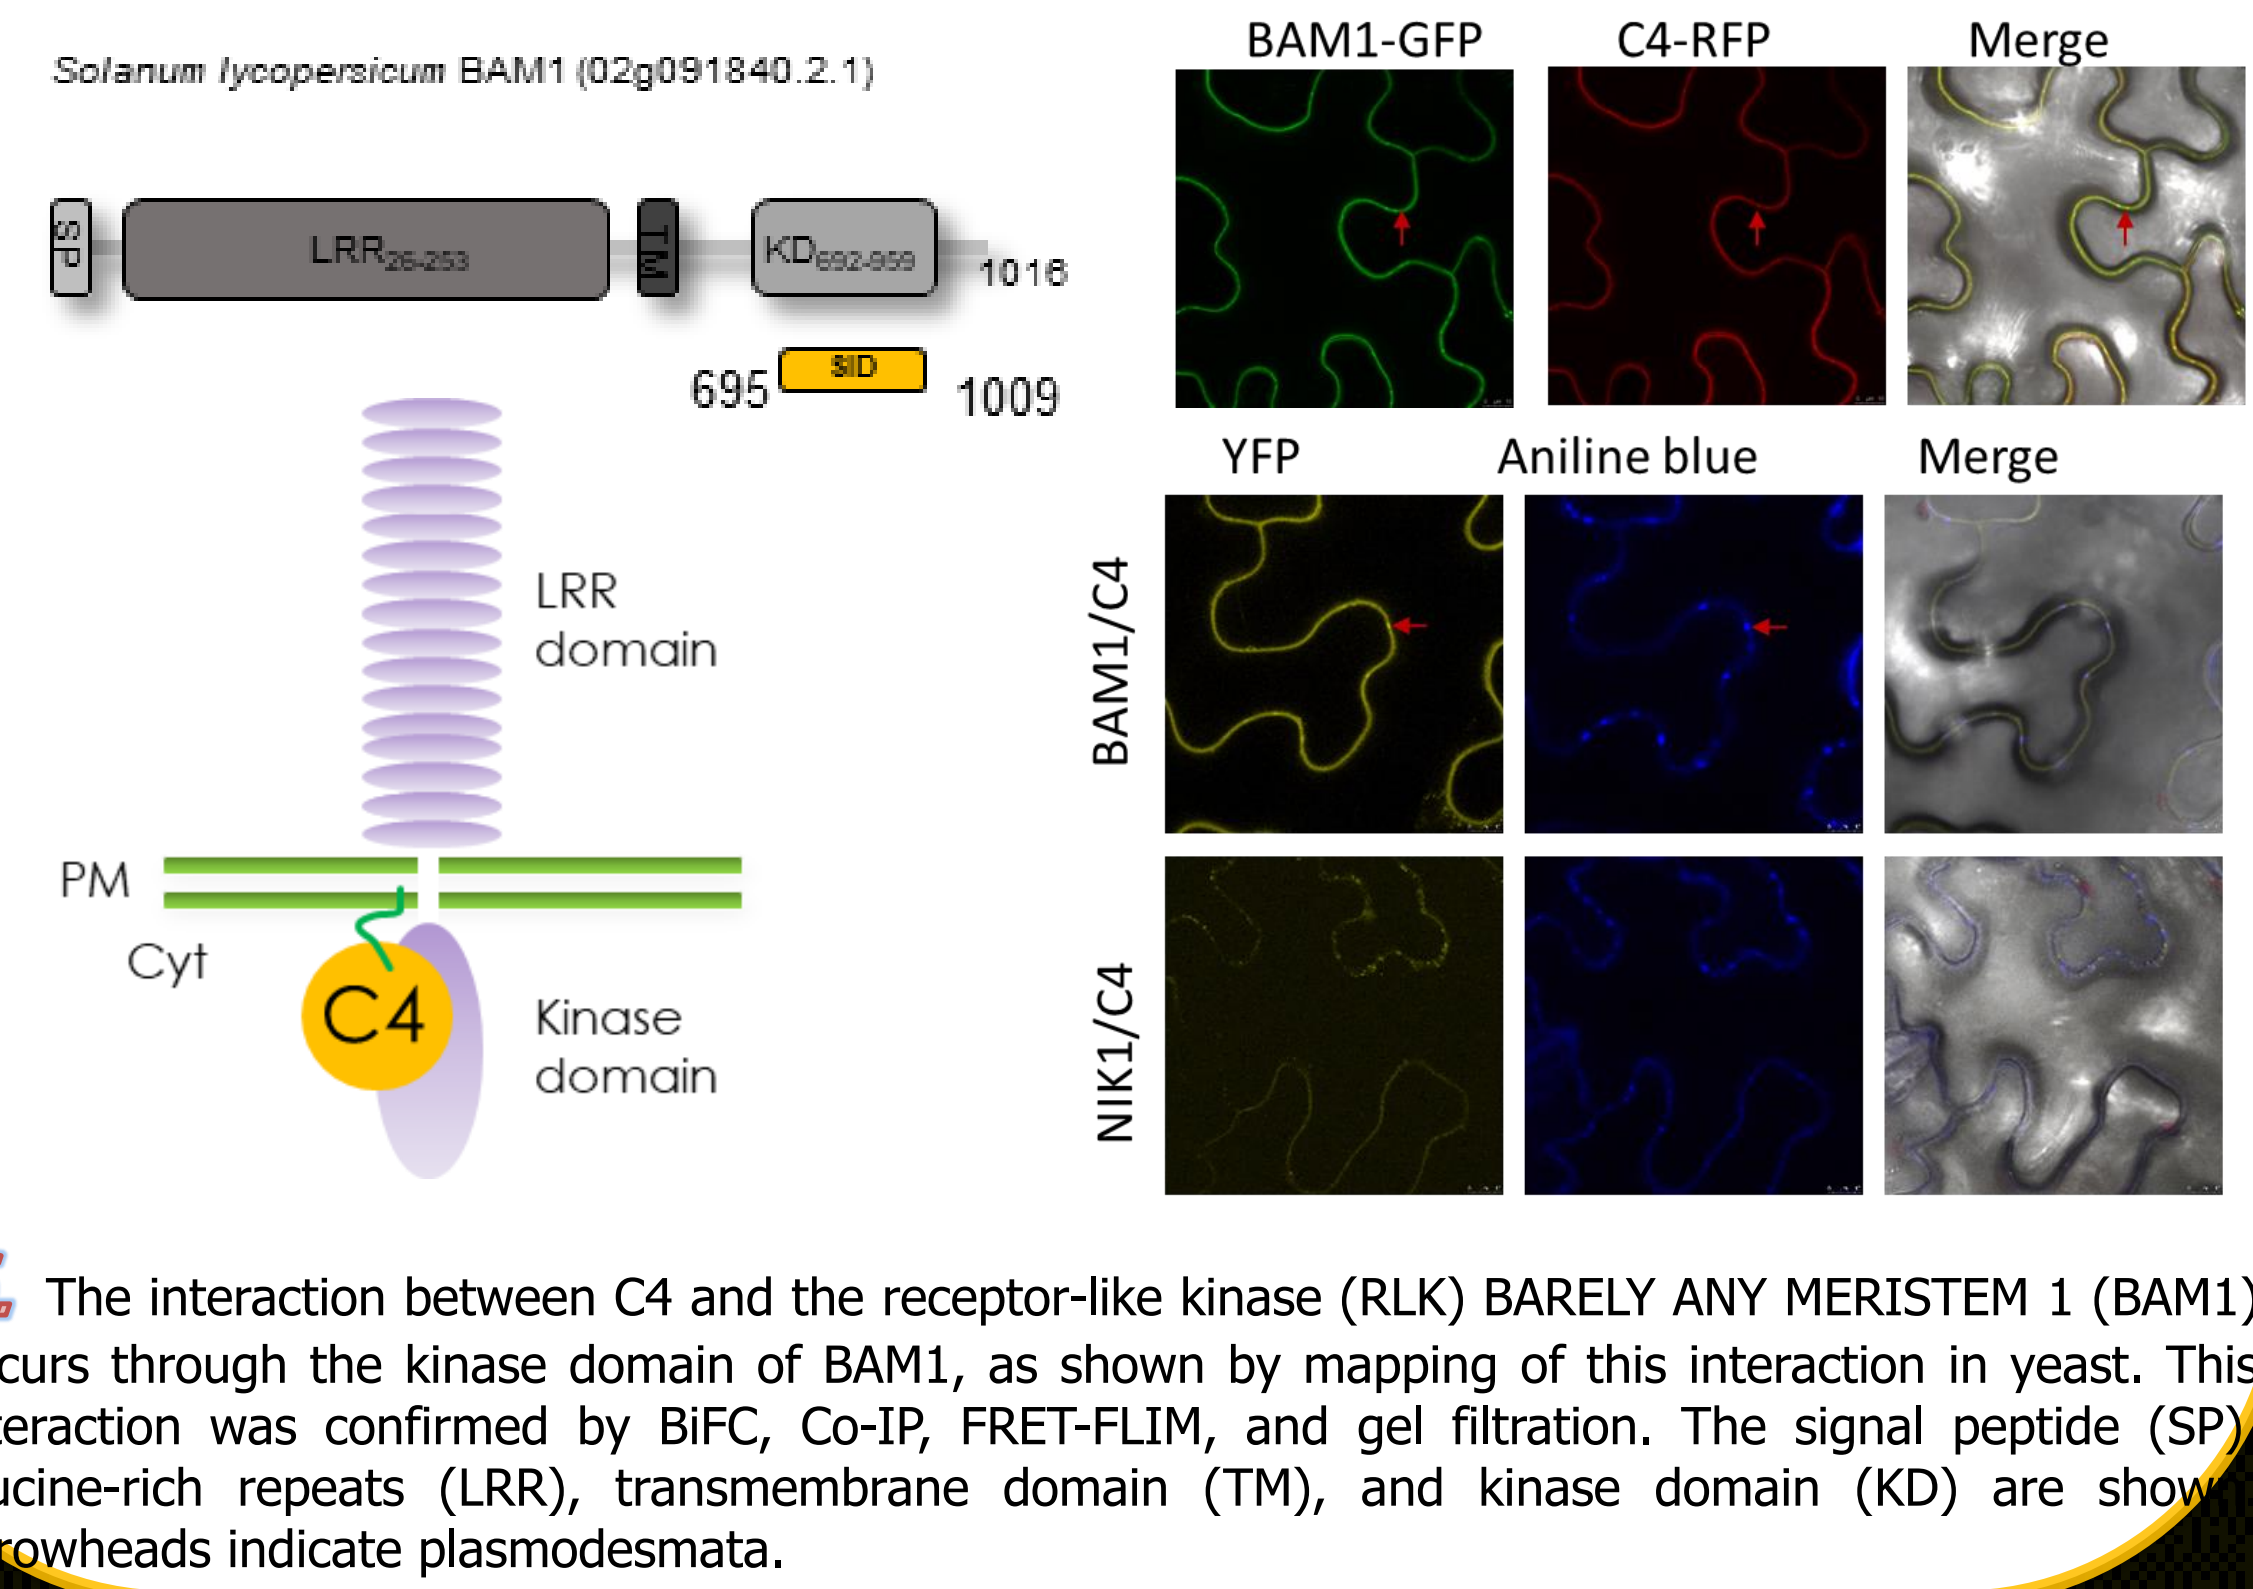 Solanum lycopersicum BAM1 (02g091840.2.1)
SP
LRR26-253
TM
KD692-959
1016
695
SID
1009
LRR
domain
PM
Cyt
C4
Kinase
domain
BAM1-GFP
C4-RFP
Merge
YFP
Aniline blue
Merge
BAM1/C4
NIK1/C4
The interaction between C4 and the receptor-like kinase (RLK) BARELY ANY MERISTEM 1 (BAM1)
curs through the kinase domain of BAM1, as shown by mapping of this interaction in yeast. This
teraction was confirmed by BiFC, Co-IP, FRET-FLIM, and gel filtration. The signal peptide (SP),
ucine-rich repeats (LRR), transmembrane domain (TM), and kinase domain (KD) are shown
rowheads indicate plasmodesmata.